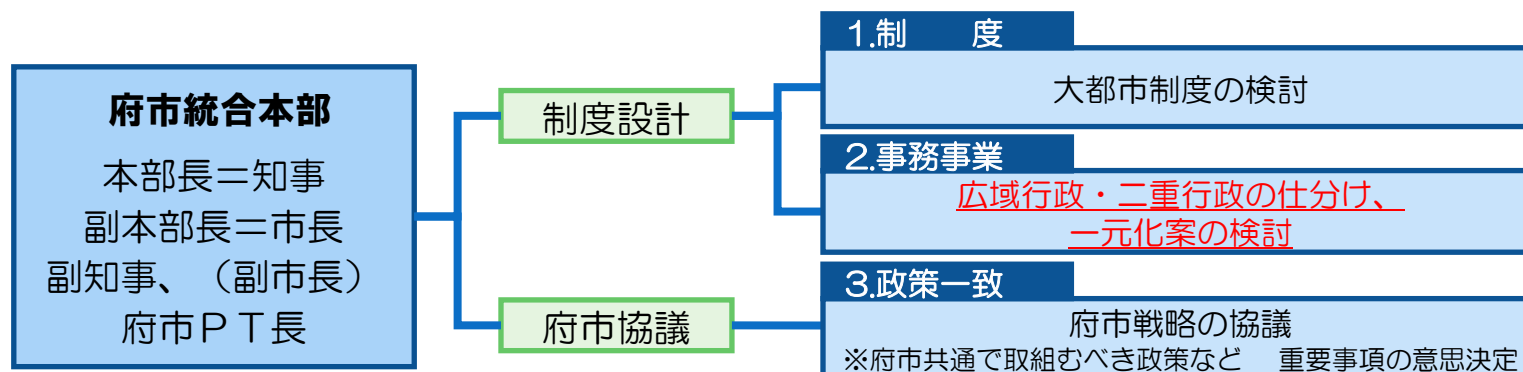 府市統合本部
本部長＝知事
副本部長＝市長
副知事、（副市長）
府市ＰＴ長
制度設計
府市協議
1.制　　度
大都市制度の検討
２.事務事業
広域行政・二重行政の仕分け、
一元化案の検討
３.政策一致
府市戦略の協議
※府市共通で取組むべき政策など　重要事項の意思決定